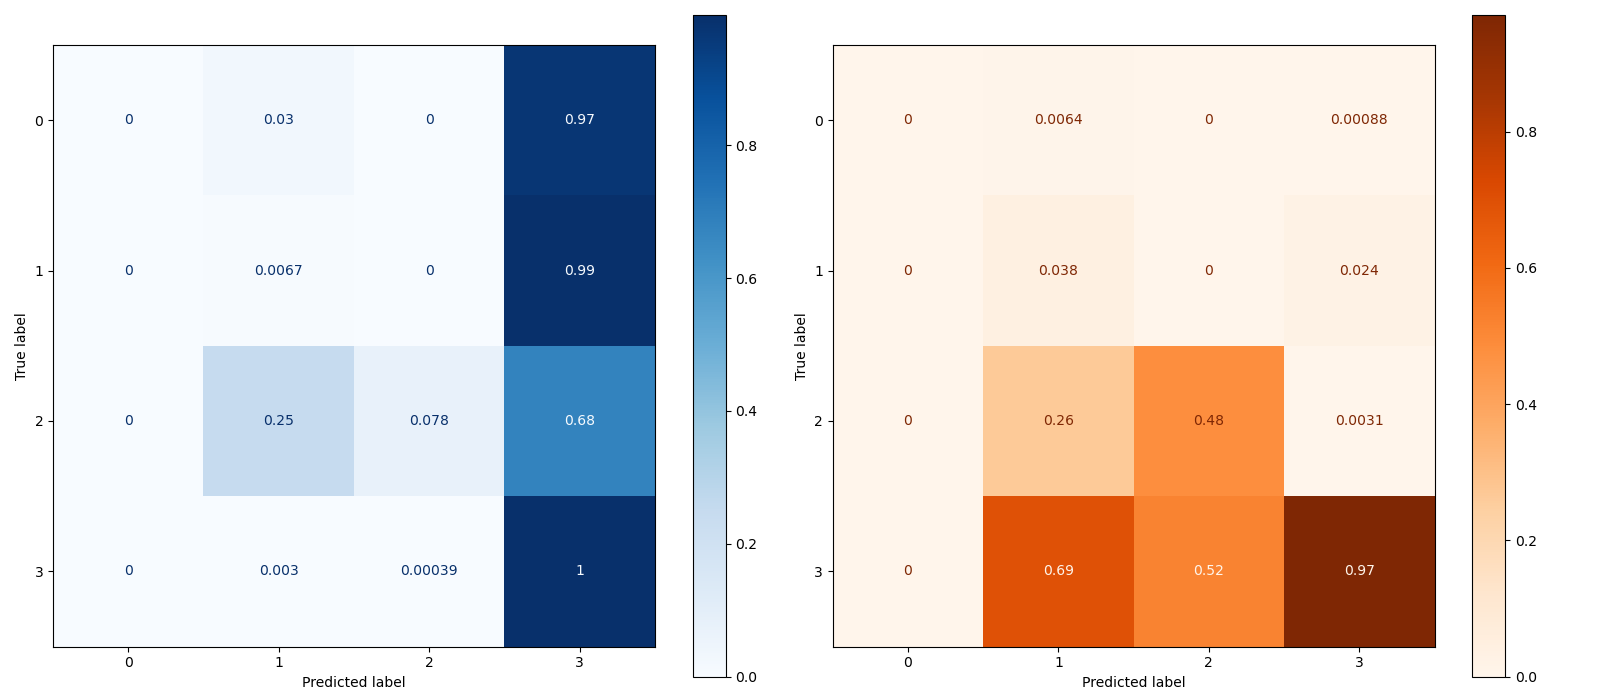 0 0 0.03 0 0.97
1 0 0.0067 0 0.99
2 0 0.25 0.078 0.68
3 0 0.003 0.00039 1
0 1 2 3
Predicted label
True label
0.8
0.6
0.4
0.2
0.0
0 0 0.0064 0 0.00088
1 0 0.038 0 0.024
2 0 0.26 0.48 0.0031
3 0 0.69 0.52 0.97
0 1 2 3
Predicted label
True label
0.8
0.6
0.4
0.2
0.0